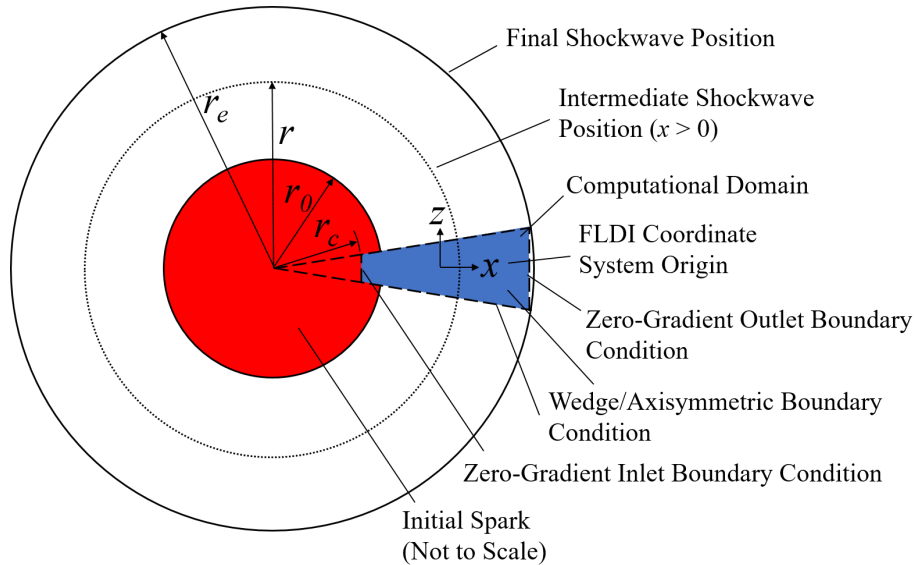 Final Shockwave Position
Intermediate Shockwave
Position (x > 0)
Computational Domain
FLDI Coordinate
System Origin
Zero-Gradient Outlet Boundary
Condition
Wedge/Axisymmetric Boundary
Condition
Zero-Gradient Inlet Boundary Condition
Initial Spark
(Not to Scale)
r_e
r
r_0
r_c
z
x